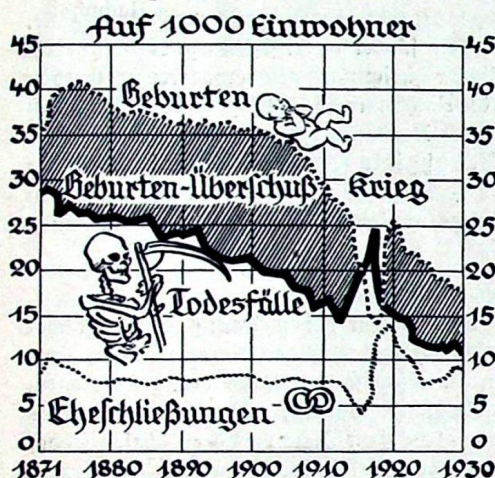 Auf 1000 Einwohner
45
40
35
30
25
20
15
10
5
0
45
40
35
30
25
20
15
10
5
0
Geburten
Geburten-Überschuß
Krieg
Todesfälle
Eheschließungen
1871 1880 1890 1900 1910 1920 1930